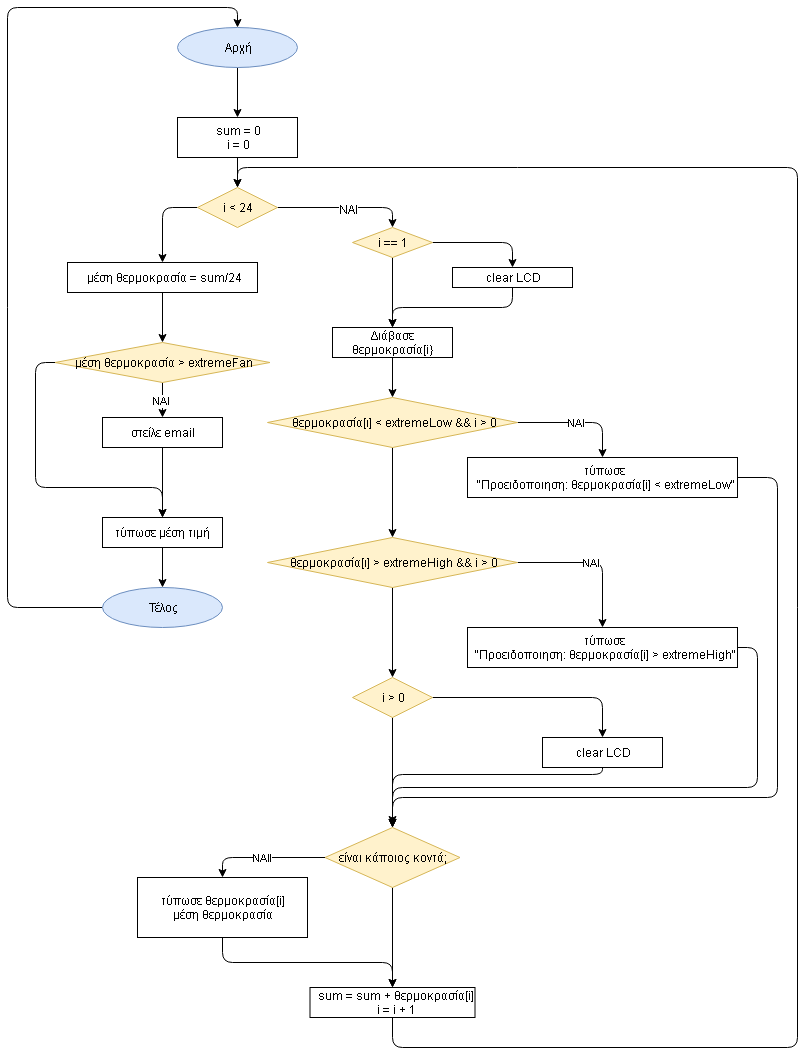 Αρχή
sum = 0
i = 0
i < 24
ΝΑΙ
i == 1
clear LCD
μέση θερμοκρασία = sum/24
Διάβασε
θερμοκρασία[i}
μέση θερμοκρασία > extremeFan
ΝΑΙ
στείλε email
θερμοκρασία[i] < extremeLow && i > 0
ΝΑΙ
τύπωσε
"Προειδοποιηση: θερμοκρασία[i] < extremeLow"
τύπωσε μέση τιμή
θερμοκρασία[i] > extremeHigh && i > 0
ΝΑΙ
Τέλος
τύπωσε
"Προειδοποιηση: θερμοκρασία[i] > extremeHigh"
i > 0
clear LCD
είναι κάποιος κοντά;
ΝΑΙΙ
τύπωσε θερμοκρασία[i]
μέση θερμοκρασία
sum = sum + θερμοκρασία[i]
i = i + 1